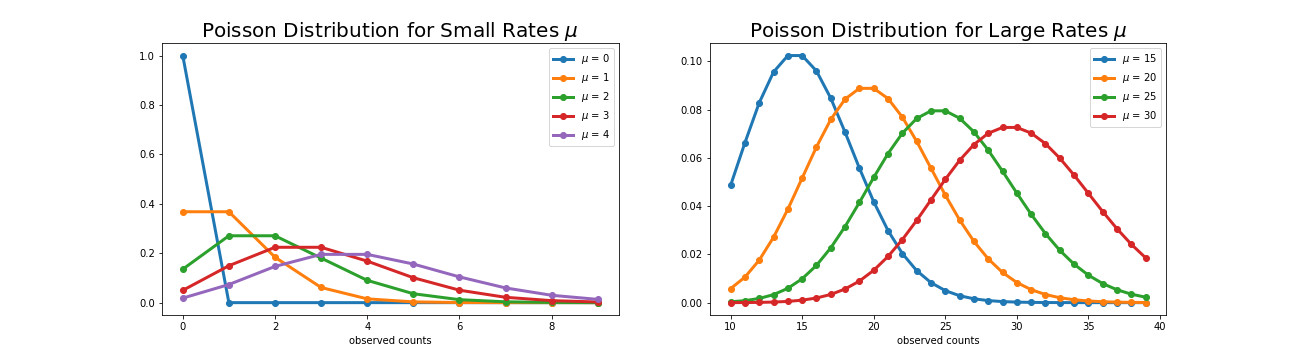 Poisson Distribution for Small Rates μ
1.0
0.8
0.6
0.4
0.2
0.0
0
2
4
6
8
observed counts
μ = 0
μ = 1
μ = 2
μ = 3
μ = 4
Poisson Distribution for Large Rates μ
0.10
0.08
0.06
0.04
0.02
0.00
10
15
20
25
30
35
40
observed counts
μ = 15
μ = 20
μ = 25
μ = 30